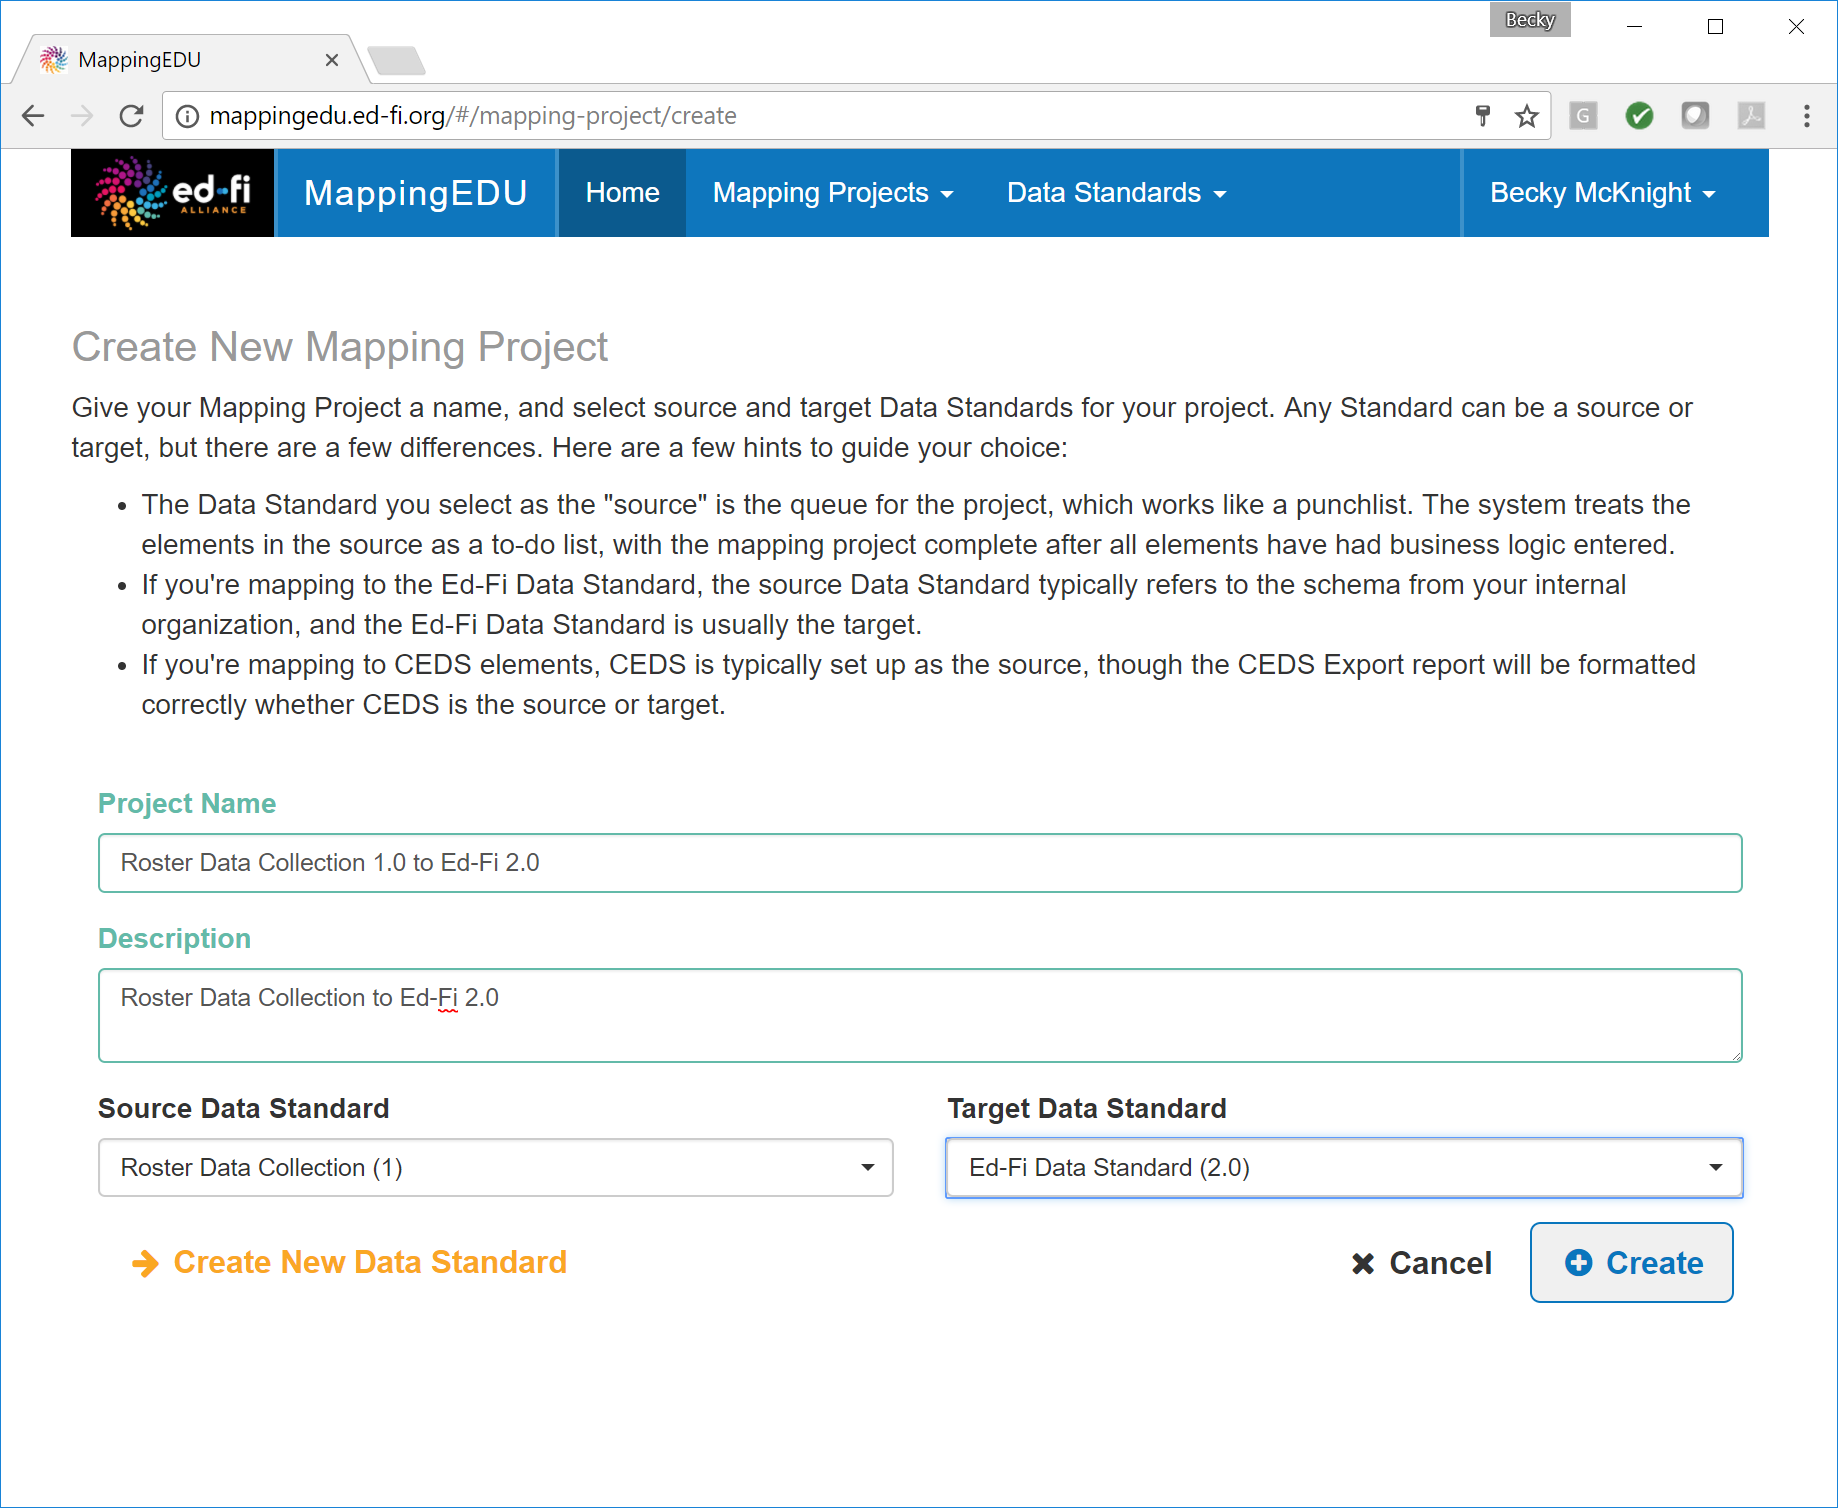 Becky
MappingEDU
mappingedu.ed-fi.org/#/mapping-project/create
G
ed-fi
ALLIANCE
MappingEDU
Home
Mapping Projects
Data Standards
Becky McKnight
Create New Mapping Project
Give your Mapping Project a name, and select source and target Data Standards for your project. Any Standard can be a source or
target, but there are a few differences. Here are a few hints to guide your choice:
• The Data Standard you select as the "source" is the queue for the project, which works like a punchlist. The system treats the
elements in the source as a to-do list, with the mapping project complete after all elements have had business logic entered.
• If you're mapping to the Ed-Fi Data Standard, the source Data Standard typically refers to the schema from your internal
organization, and the Ed-Fi Data Standard is usually the target.
• If you're mapping to CEDS elements, CEDS is typically set up as the source, though the CEDS Export report will be formatted
correctly whether CEDS is the source or target.
Project Name
Roster Data Collection 1.0 to Ed-Fi 2.0
Description
Roster Data Collection to Ed-Fi 2.0
Source Data Standard
Target Data Standard
Roster Data Collection (1)
Ed-Fi Data Standard (2.0)
Create New Data Standard
Cancel
Create